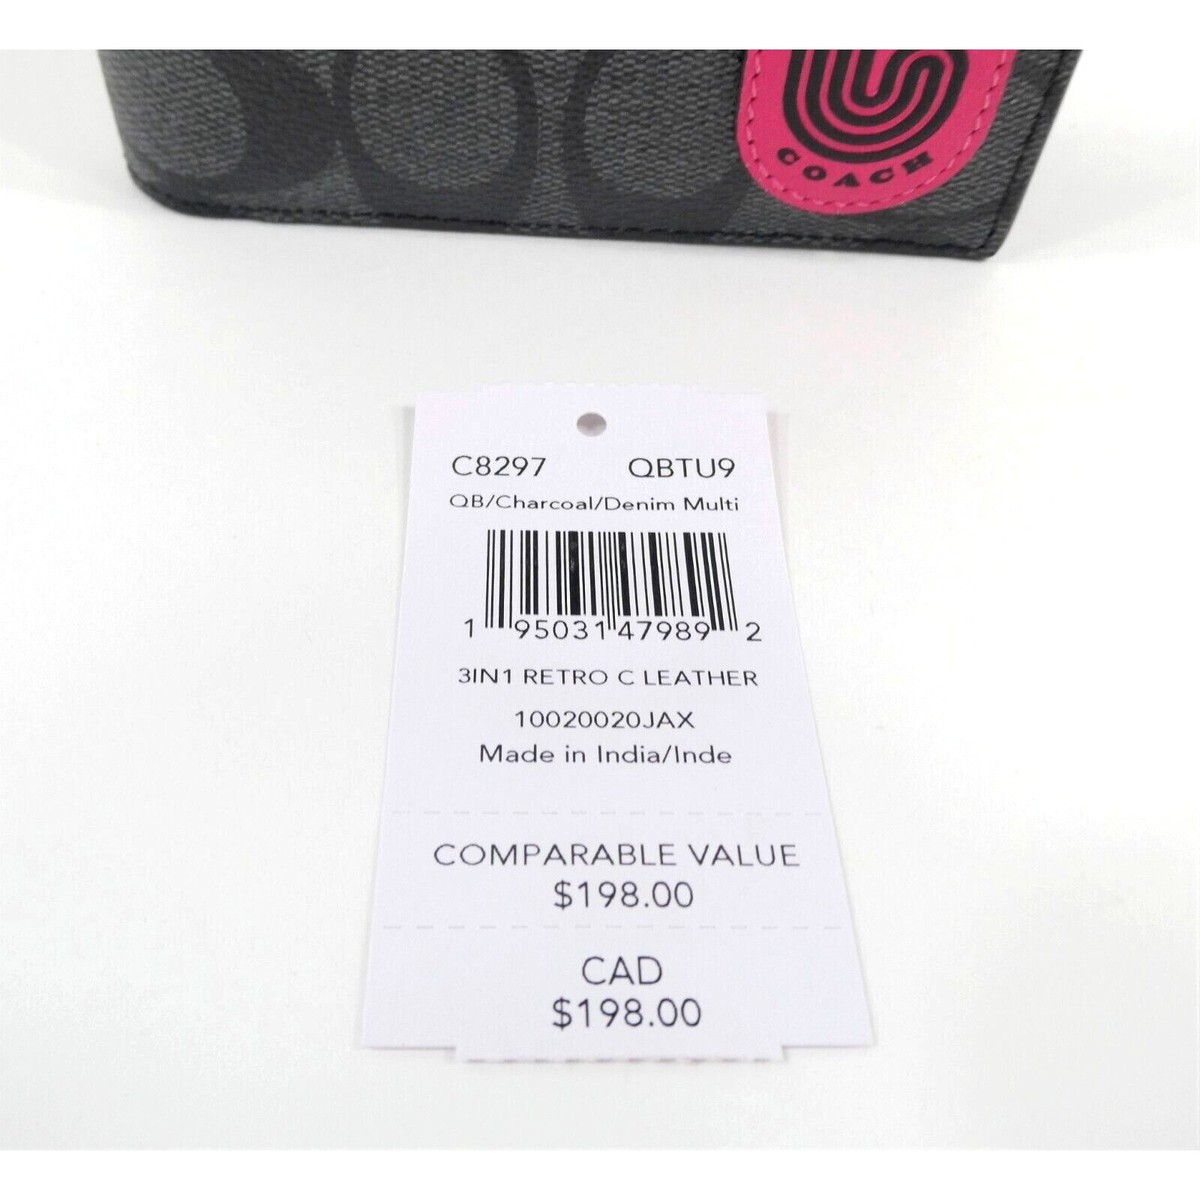 COACH
C8297 QBTU9
QB/Charcoal/Denim Multi
1 95031 47989 2
3IN1 RETRO C LEATHER
10020020JAX
Made in India/Inde
COMPARABLE VALUE
$198.00
CAD
$198.00